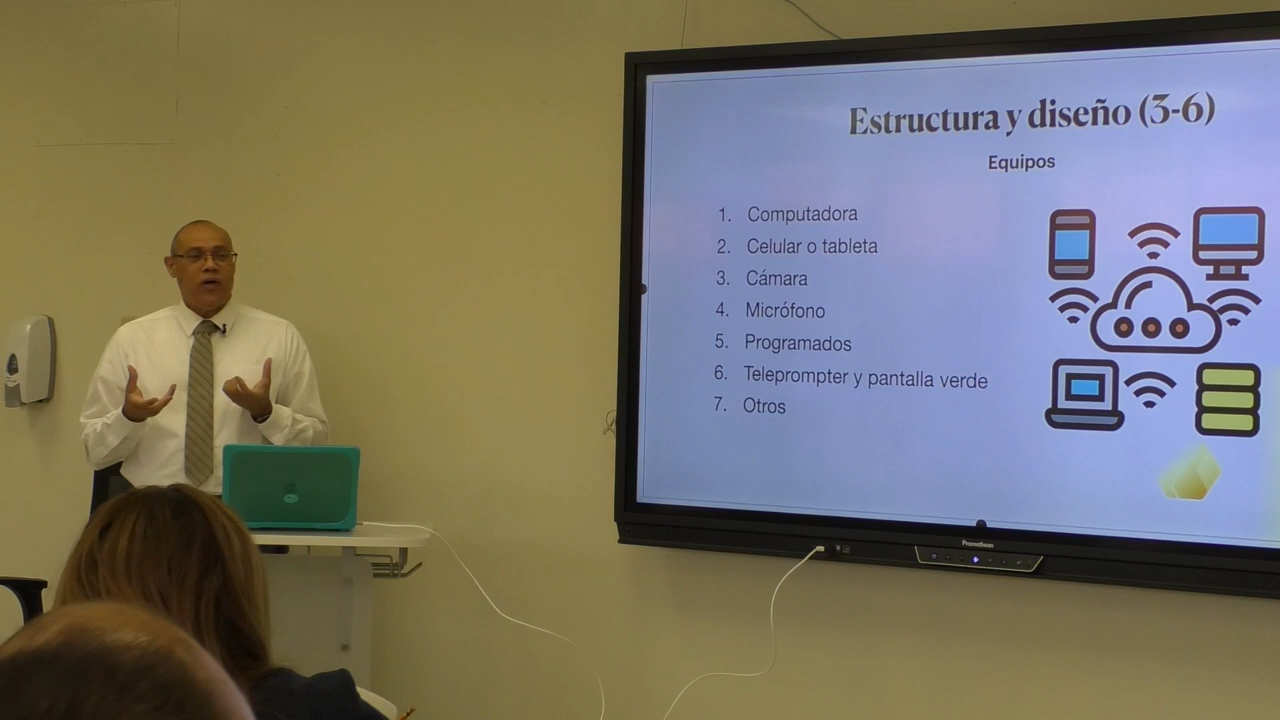 Estructura y diseño (3-6)
Equipos
1. Computadora
2. Celular o tableta
3. Cámara
4. Micrófono
5. Programados
6. Teleprompter y pantalla verde
7. Otros
Promethean